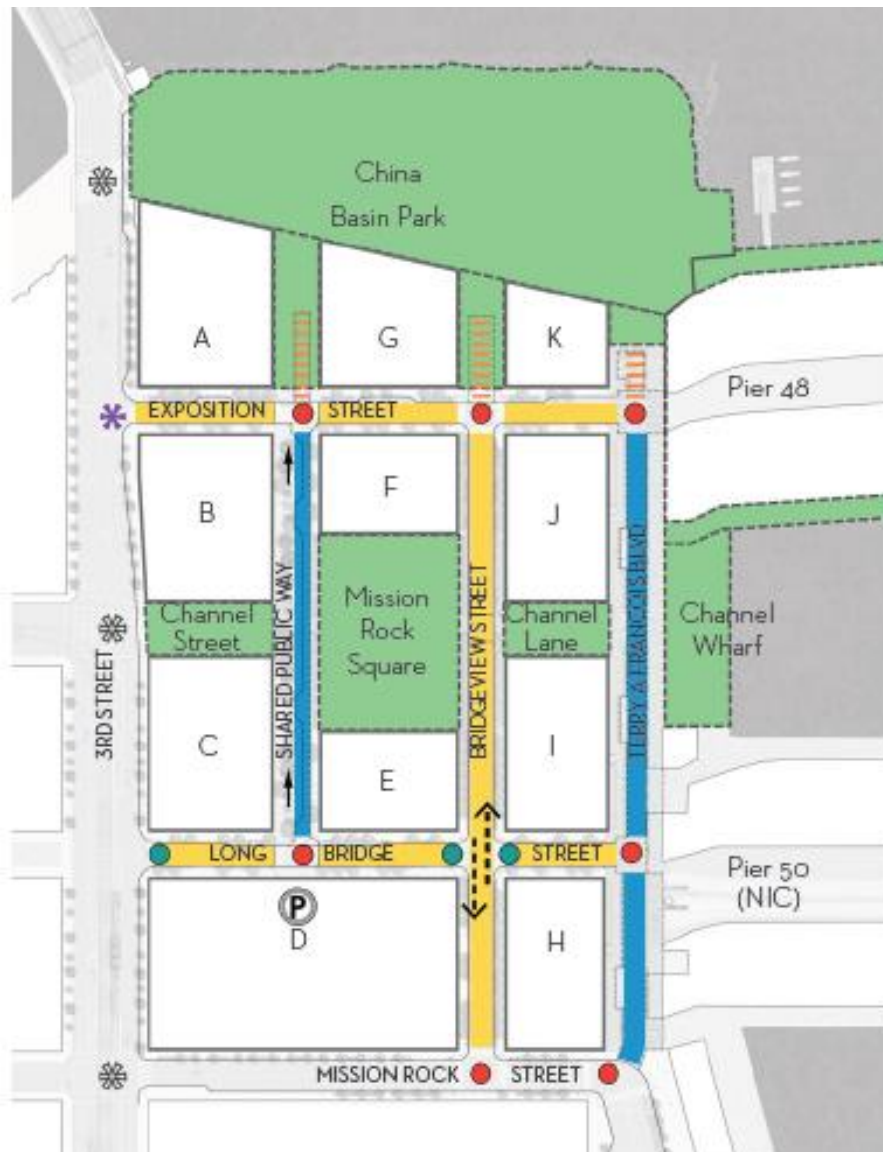 China
Basin Park
A
G
K
Pier 48
EXPOSITION STREET
B
F
J
Channel
Street
Mission
Rock
Square
Channel
Lane
Channel
Wharf
3RD STREET
SHARED PUBLIC WAY
BRIDGEVIEW STREET
TERRY A FRANCOIS BLVD
C
E
I
LONG BRIDGE STREET
Pier 50
(NIC)
P
D
H
MISSION ROCK STREET